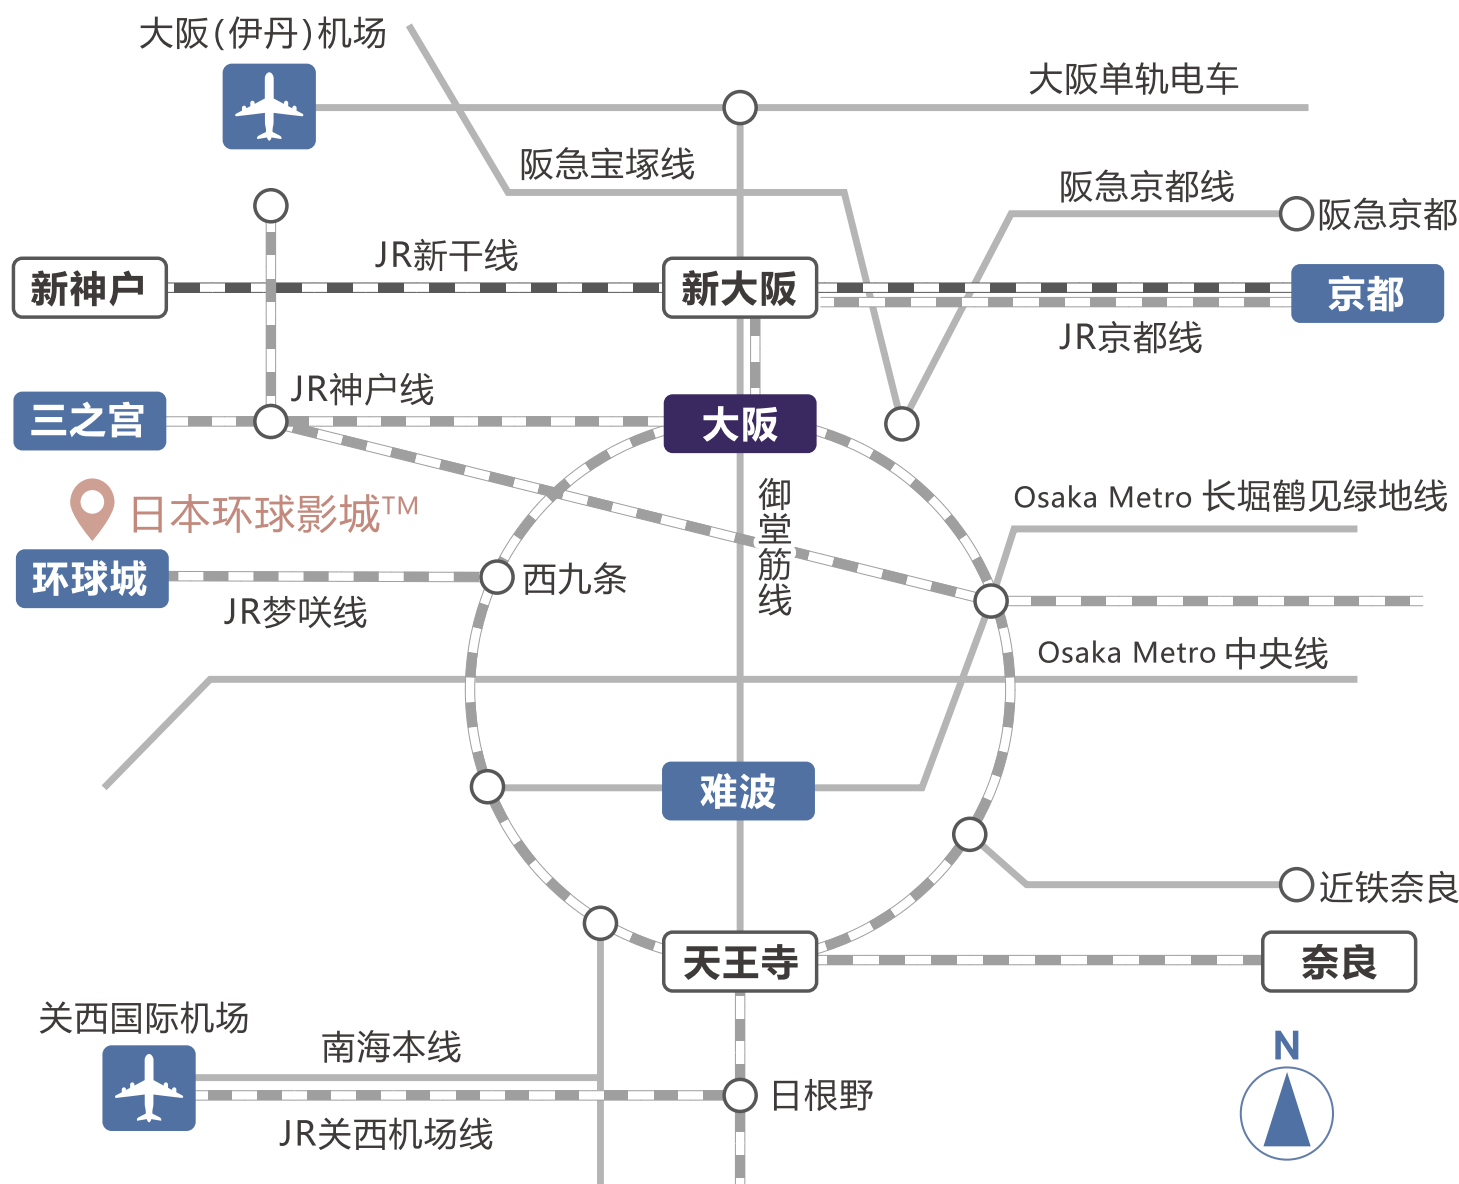 大阪(伊丹)机场
大阪单轨电车
阪急宝塚线
阪急京都线
阪急京都
JR新干线
新神户
新大阪
京都
JR京都线
JR神户线
三之宫
大阪
日本环球影城™
御堂筋线
Osaka Metro 长堀鹤见绿地线
环球城
西九条
JR梦咲线
Osaka Metro 中央线
难波
近铁奈良
天王寺
奈良
关西国际机场
南海本线
日根野
JR关西机场线
N